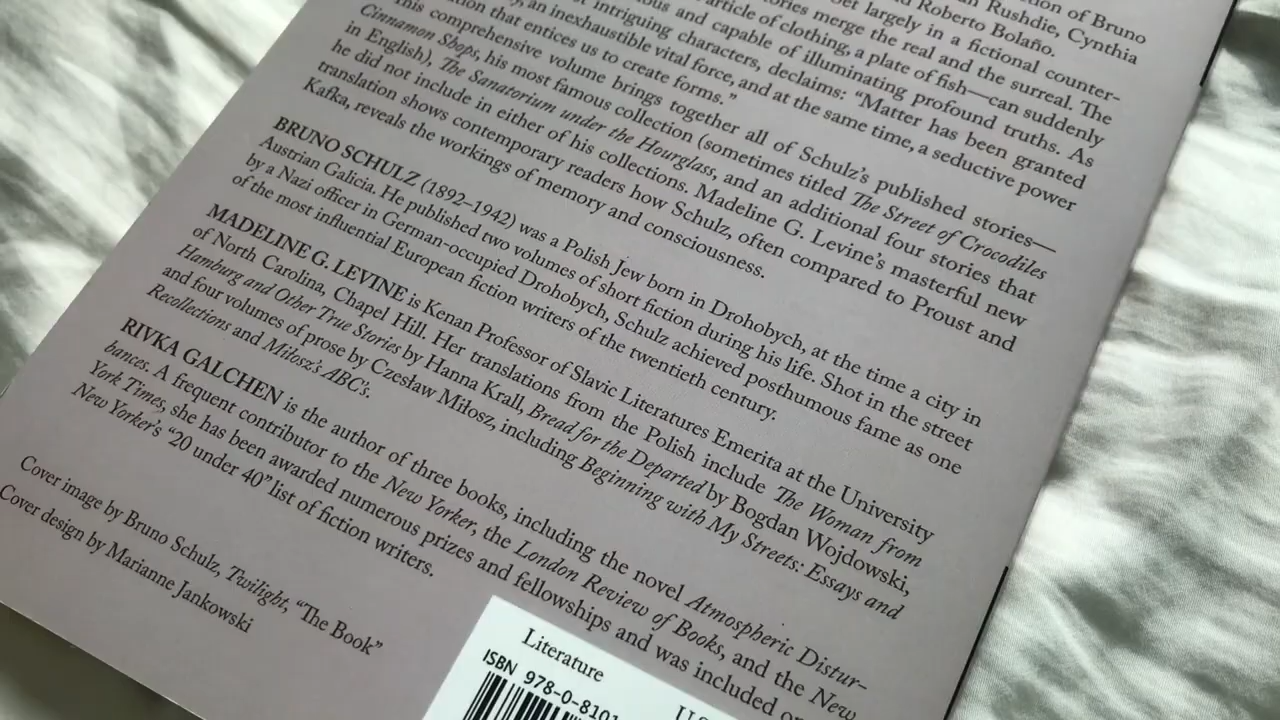 of Bruno
Rushdie, Cynthia
Roberto Bolaño.
set largely in a fictional counter-
merge the real and the surreal. The
article of clothing, a plate of fish—can suddenly
and capable of illuminating profound truths. As
intriguing characters, declaims: “Matter has been granted
an inexhaustible vital force, and at the same time, a seductive power
that entices us to create forms.”
This comprehensive volume brings together all of Schulz’s published stories—
Cinnamon Shops, his most famous collection (sometimes titled The Street of Crocodiles
in English), The Sanatorium under the Hourglass, and an additional four stories that
he did not include in either of his collections. Madeline G. Levine’s masterful new
translation shows contemporary readers how Schulz, often compared to Proust and
Kafka, reveals the workings of memory and consciousness.
BRUNO SCHULZ (1892–1942) was a Polish Jew born in Drohobych, at the time a city in
Austrian Galicia. He published two volumes of short fiction during his life. Shot in the street
by a Nazi officer in German-occupied Drohobych, Schulz achieved posthumous fame as one
of the most influential European fiction writers of the twentieth century.
MADELINE G. LEVINE is Kenan Professor of Slavic Literatures Emerita at the University
of North Carolina, Chapel Hill. Her translations from the Polish include The Woman from
Hamburg and Other True Stories by Hanna Krall, Bread for the Departed by Bogdan Wojdowski,
and four volumes of prose by Czesław Miłosz, including Beginning with My Streets: Essays and
Recollections and Miłosz’s ABC’s.
RIVKA GALCHEN is the author of three books, including the novel Atmospheric Distur-
bances. A frequent contributor to the New Yorker, the London Review of Books, and the New
York Times, she has been awarded numerous prizes and fellowships and was included on
New Yorker’s “20 under 40” list of fiction writers.
Cover image by Bruno Schulz, Twilight, “The Book”
Cover design by Marianne Jankowski
Literature
ISBN 978-0-8101